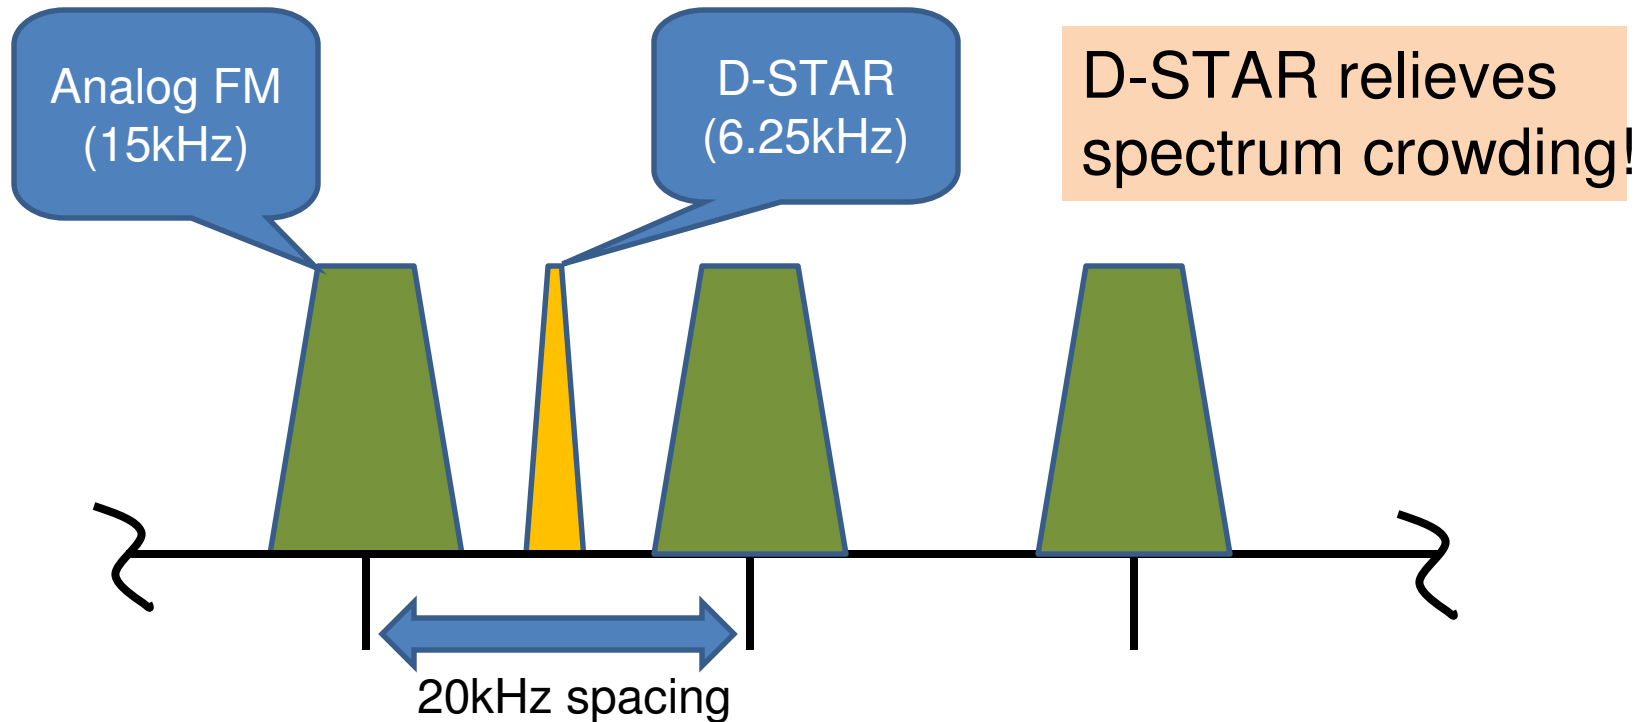 Analog FM
(15kHz)
D-STAR
(6.25kHz)
D-STAR relieves
spectrum crowding!
20kHz spacing